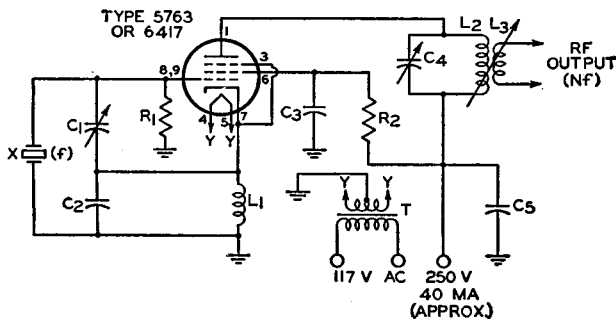 TYPE 5763
OR 6417
1
3
6
8,9
4
5
7
Y
Y
X
(f)
C1
C2
R1
L1
C3
R2
C4
L2
L3
RF
OUTPUT
(Nf)
Y
Y
T
117 V
AC
250 V
40 MA
(APPROX.)
C5